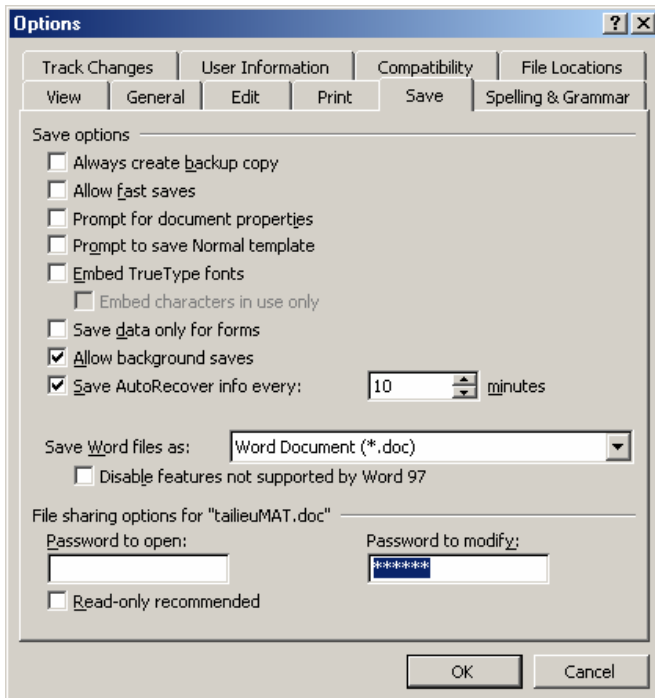 Options
Track Changes User Information Compatibility File Locations
View General Edit Print Save Spelling & Grammar
Save options
Always create backup copy
Allow fast saves
Prompt for document properties
Prompt to save Normal template
Embed TrueType fonts
Embed characters in use only
Save data only for forms
Allow background saves
Save AutoRecover info every: 10 minutes
Save Word files as: Word Document (*.doc)
Disable features not supported by Word 97
File sharing options for "tailieuMAT.doc"
Password to open: Password to modify:
******
Read-only recommended
OK Cancel